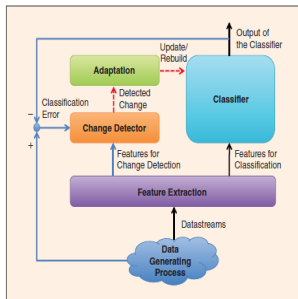 Output of
the Classifier
Update/
Rebuild
Adaptation
Classifier
Detected
Change
Classification
Error
−
Change Detector
+
Features for
Change Detection
Features for
Classification
Feature Extraction
Datastreams
Data
Generating
Process